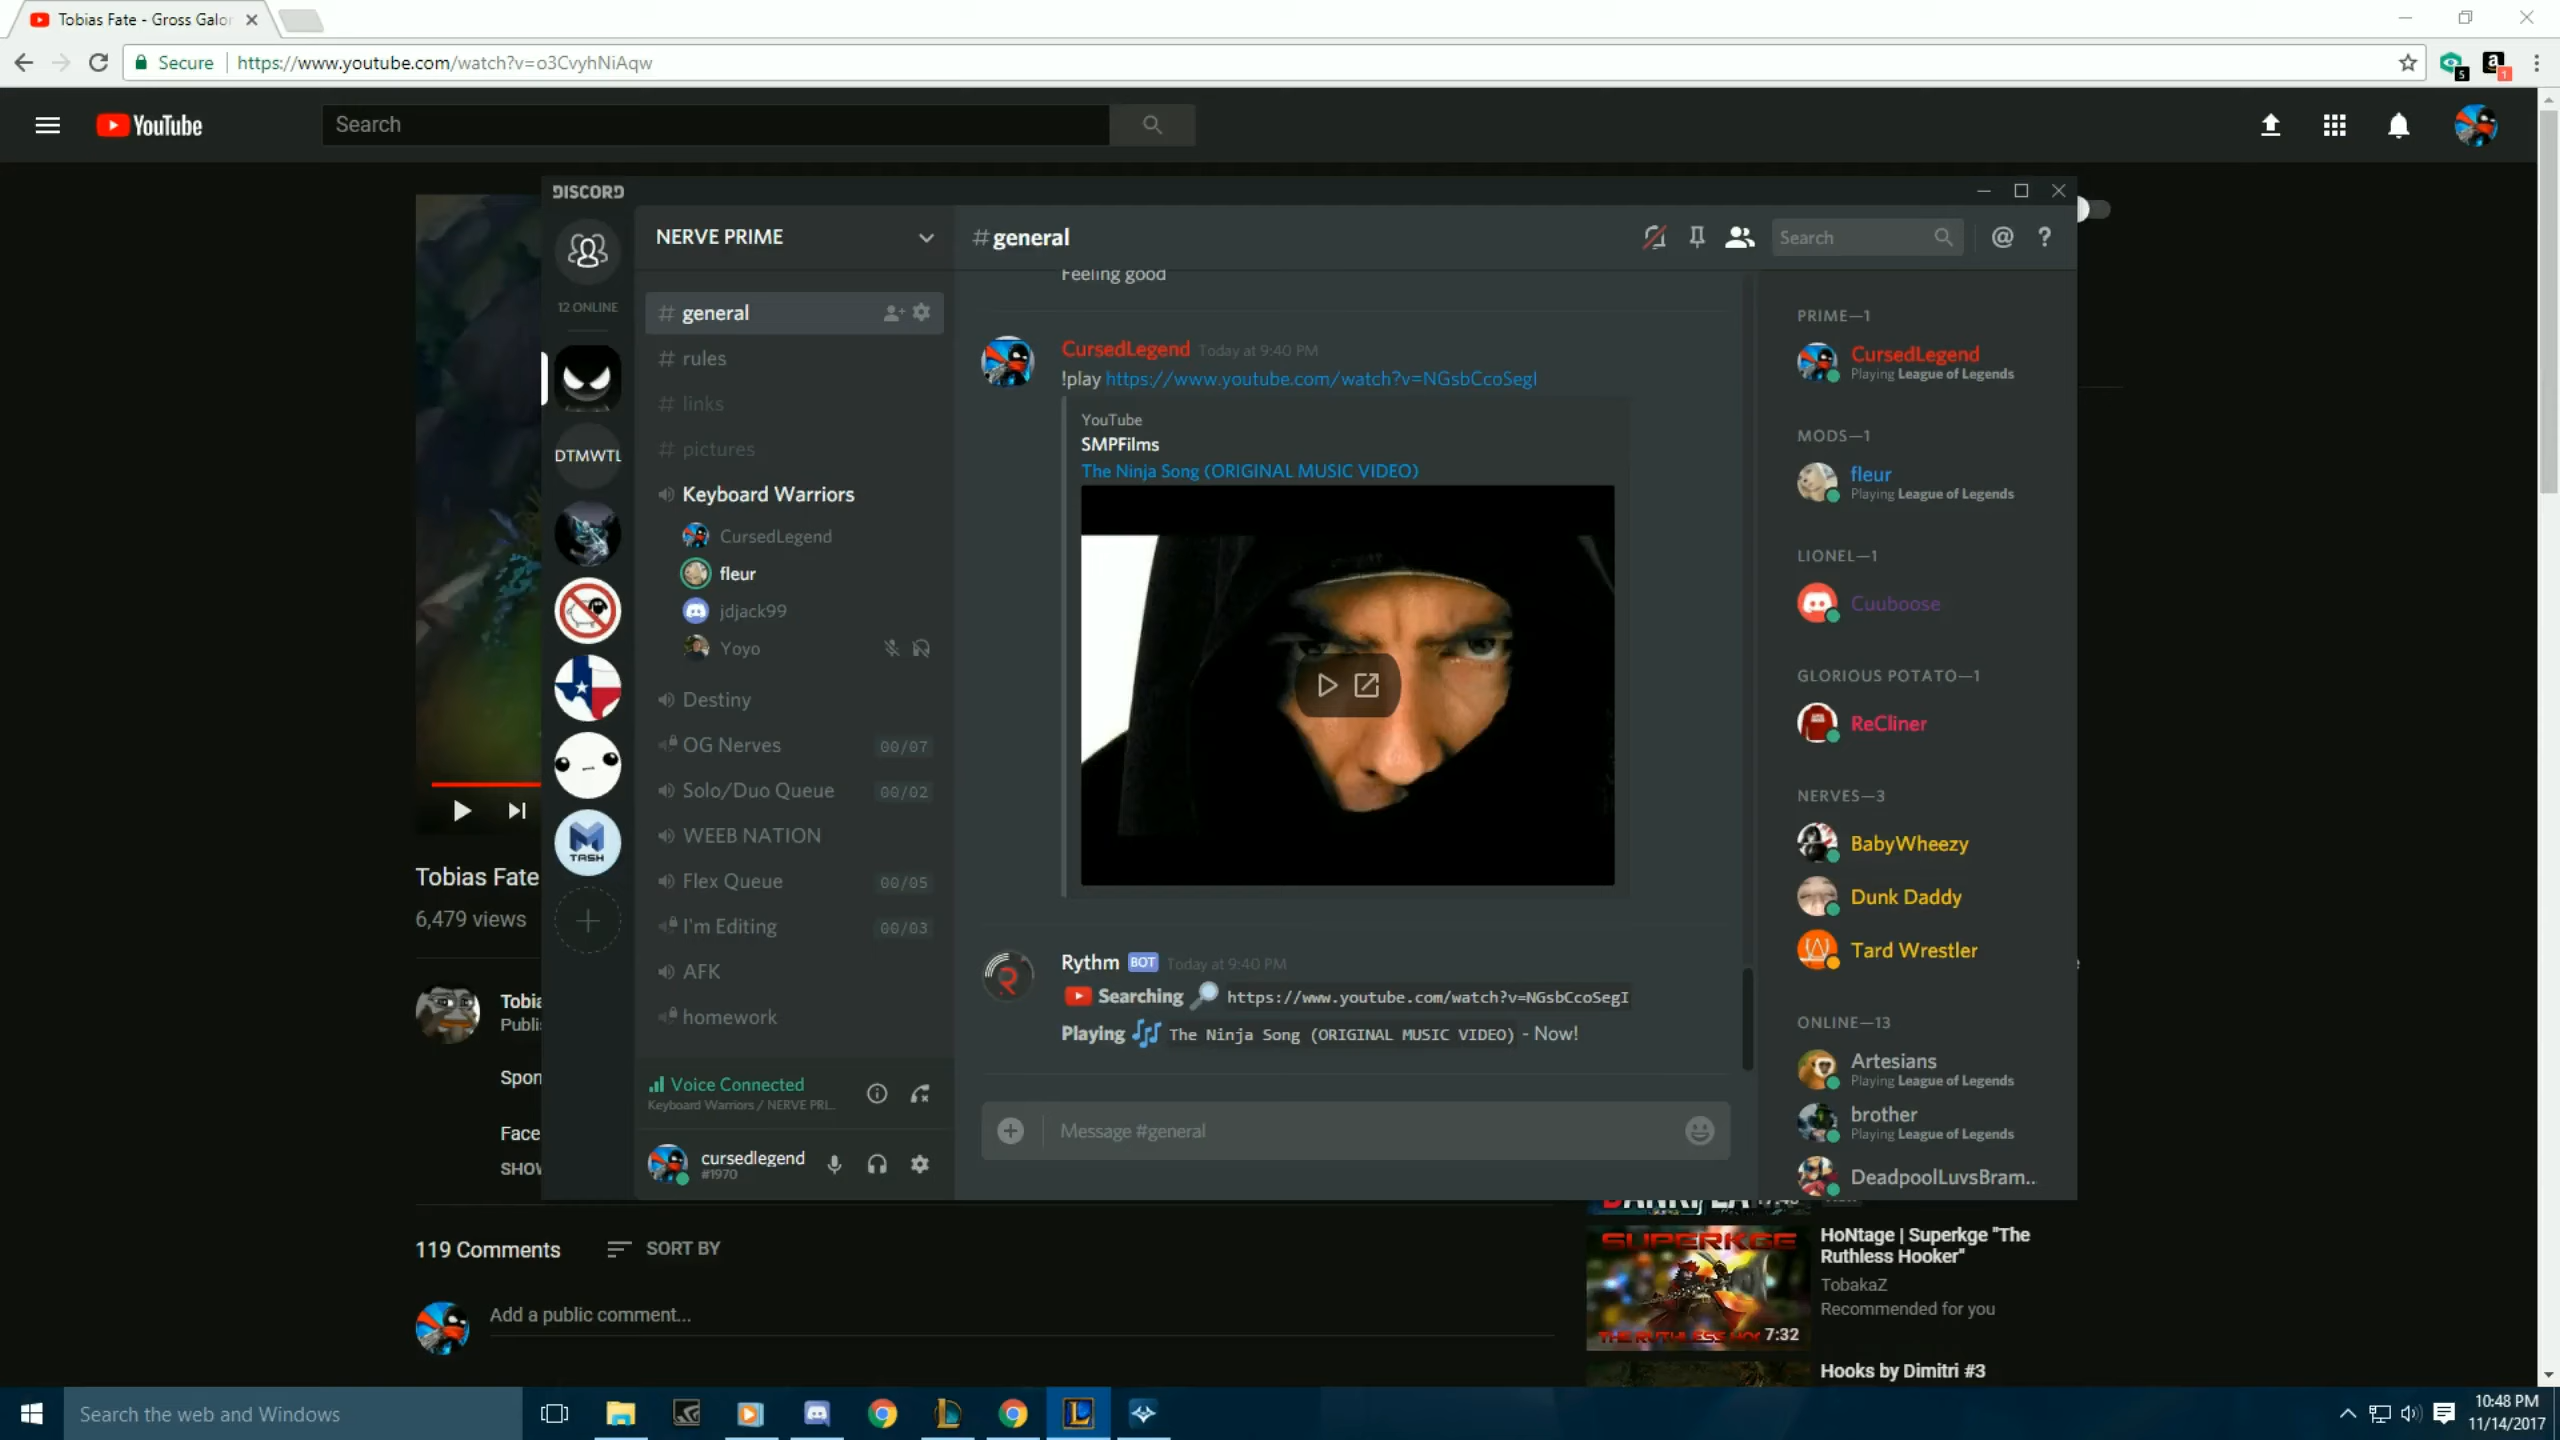 Tobias Fate - Gross Galor
Secure https://www.youtube.com/watch?v=o3CvyhNiAqw
5
a
1
YouTube
Search
DISCORD
12 ONLINE
DTMWTL
TASH
NERVE PRIME
# general
# rules
# links
# pictures
Keyboard Warriors
CursedLegend
fleur
jdjack99
Yoyo
Destiny
OG Nerves 00/07
Solo/Duo Queue 00/02
WEEB NATION
Flex Queue 00/05
I'm Editing 00/03
AFK
homework
Voice Connected
Keyboard Warriors / NERVE PRI...
cursedlegend
#1970
# general
Search
@ ?
Feeling good
CursedLegend Today at 9:40 PM
!play https://www.youtube.com/watch?v=NGsbCcoSegI
YouTube
SMPFilms
The Ninja Song (ORIGINAL MUSIC VIDEO)
Rythm BOT Today at 9:40 PM
Searching https://www.youtube.com/watch?v=NGsbCcoSegI
Playing The Ninja Song (ORIGINAL MUSIC VIDEO) - Now!
Message #general
PRIME—1
CursedLegend
Playing League of Legends
MODS—1
fleur
Playing League of Legends
LIONEL—1
Cuuboose
GLORIOUS POTATO—1
ReCliner
NERVES—3
BabyWheezy
Dunk Daddy
Tard Wrestler
ONLINE—13
Artesians
Playing League of Legends
brother
Playing League of Legends
DeadpoolLuvsBram...
Tobias Fate
6,479 views
Tobia
Publi
Spon
Face
SHOW
119 Comments SORT BY
Add a public comment...
SUPERKGE
7:32
HoNtage | Superkge "The
Ruthless Hooker"
TobakaZ
Recommended for you
Hooks by Dimitri #3
Search the web and Windows
10:48 PM
11/14/2017